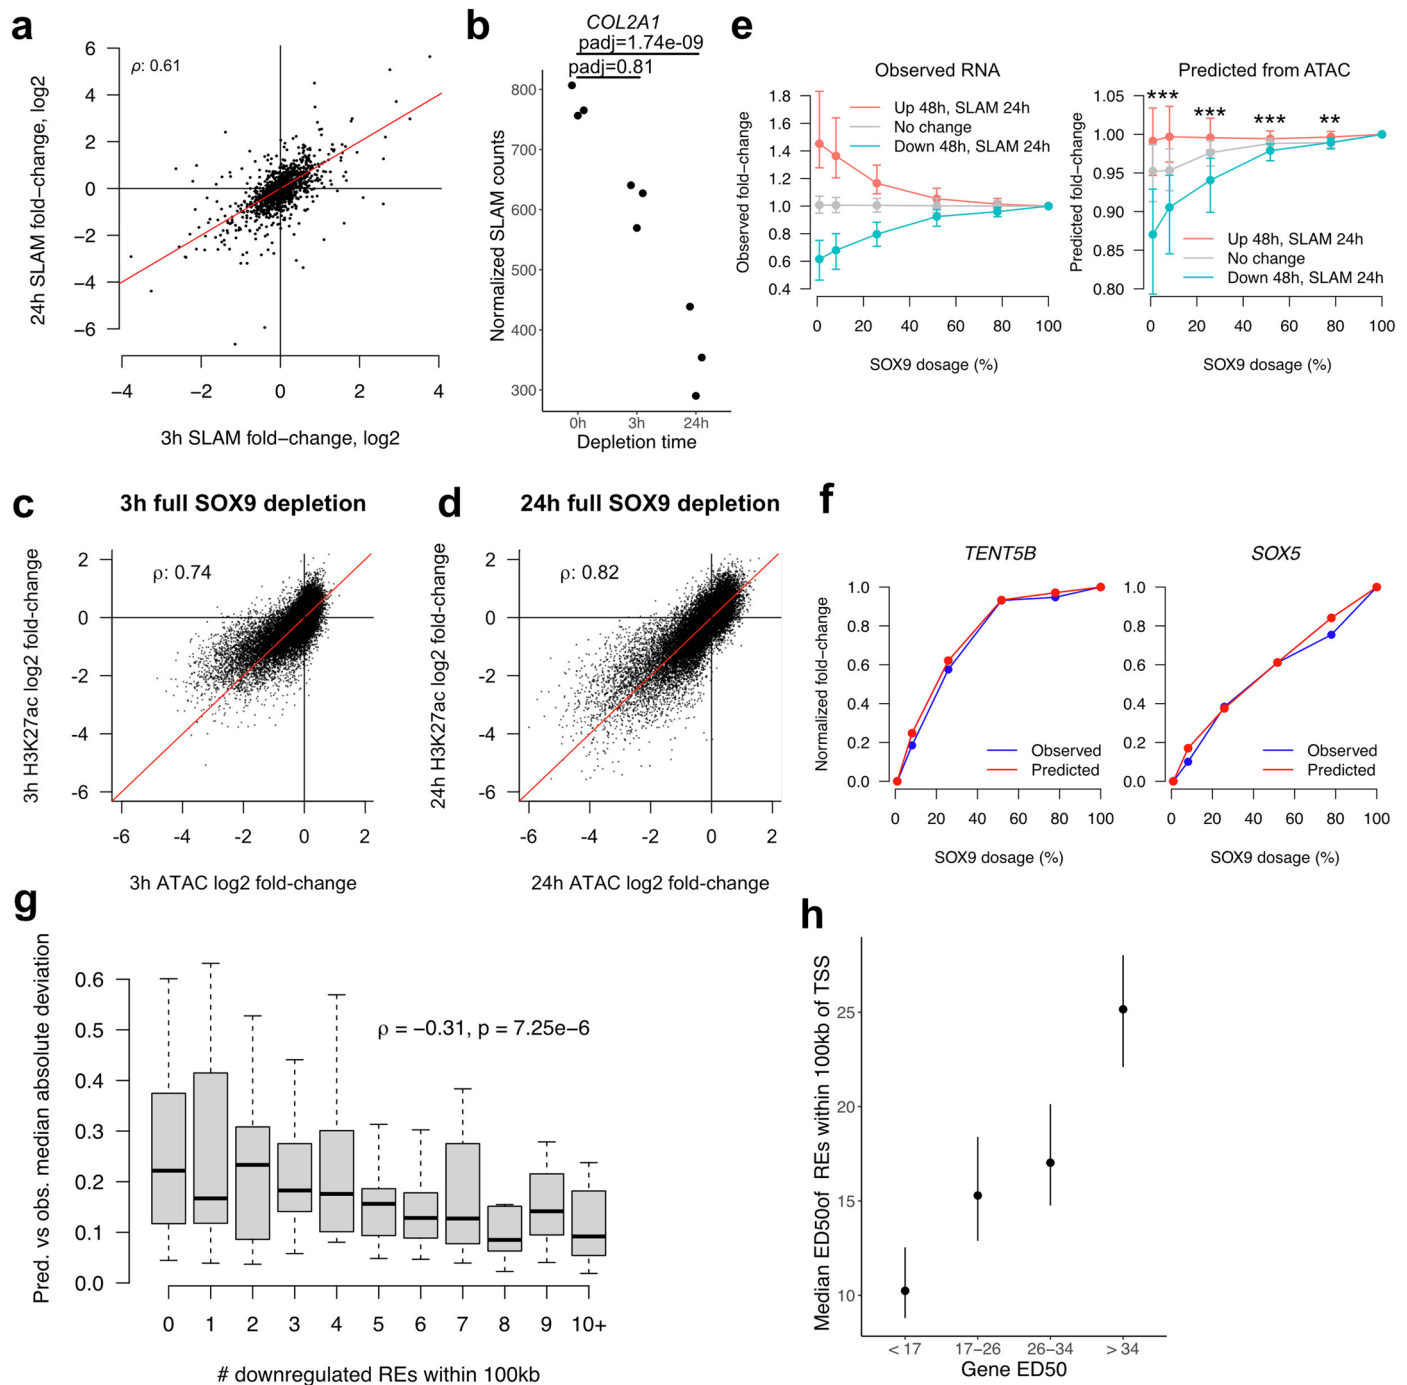 a
ρ: 0.61
24h SLAM fold−change, log2
6
4
2
0
−2
−4
−6
−4
−2
0
2
4
3h SLAM fold−change, log2
b
COL2A1
padj=1.74e-09
padj=0.81
Normalized SLAM counts
800
700
600
500
400
300
0h
3h
24h
Depletion time
e
Observed RNA
Observed fold−change
1.8
1.6
1.4
1.2
1.0
0.8
0.6
0.4
Up 48h, SLAM 24h
No change
Down 48h, SLAM 24h
0
20
40
60
80
100
SOX9 dosage (%)
Predicted from ATAC
Predicted fold−change
1.05
1.00
0.95
0.90
0.85
0.80
***
***
***
**
Up 48h, SLAM 24h
No change
Down 48h, SLAM 24h
0
20
40
60
80
100
SOX9 dosage (%)
c
3h full SOX9 depletion
ρ: 0.74
3h H3K27ac log2 fold-change
2
0
-2
-4
-6
-6
-4
-2
0
2
3h ATAC log2 fold-change
d
24h full SOX9 depletion
ρ: 0.82
24h H3K27ac log2 fold-change
2
0
-2
-4
-6
-6
-4
-2
0
2
24h ATAC log2 fold-change
f
TENT5B
Normalized fold−change
1.0
0.8
0.6
0.4
0.2
0.0
Observed
Predicted
0
20
40
60
80
100
SOX9 dosage (%)
SOX5
1.0
0.8
0.6
0.4
0.2
0.0
Observed
Predicted
0
20
40
60
80
100
SOX9 dosage (%)
g
Pred. vs obs. median absolute deviation
0.6
0.5
0.4
0.3
0.2
0.1
0.0
ρ = −0.31, p = 7.25e−6
0
1
2
3
4
5
6
7
8
9
10+
# downregulated REs within 100kb
h
Median ED50of REs within 100kb of TSS
25
20
15
10
< 17
17−26
26−34
> 34
Gene ED50